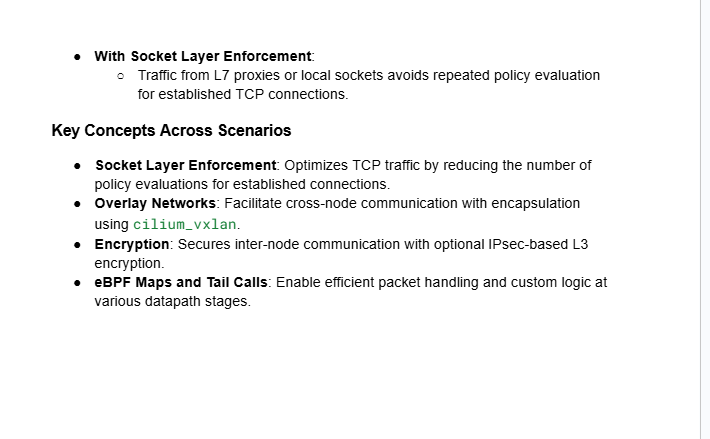 ● With Socket Layer Enforcement:
○ Traffic from L7 proxies or local sockets avoids repeated policy evaluation
for established TCP connections.
Key Concepts Across Scenarios
● Socket Layer Enforcement: Optimizes TCP traffic by reducing the number of
policy evaluations for established connections.
● Overlay Networks: Facilitate cross-node communication with encapsulation
using cilium_vxlan.
● Encryption: Secures inter-node communication with optional IPsec-based L3
encryption.
● eBPF Maps and Tail Calls: Enable efficient packet handling and custom logic at
various datapath stages.